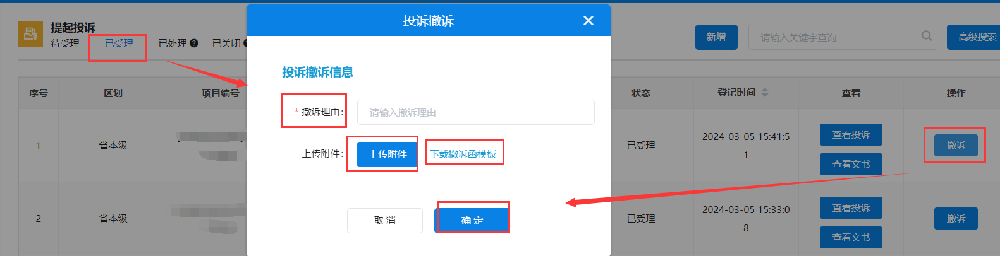 提起投诉
待受理 已受理 已处理 已关闭
新增 请输入关键字查询 高级搜索
投诉撤诉
投诉撤诉信息
* 撤诉理由: 请输入撤诉理由
上传附件: 上传附件 下载撤诉函模板
取 消 确 定
序号 区划 项目编号 状态 登记时间 查看 操作
1 省本级 已受理 2024-03-05 15:41:5 查看投诉 撤诉
1 查看文书
2 省本级 已受理 2024-03-05 15:33:0 查看投诉 撤诉
8 查看文书